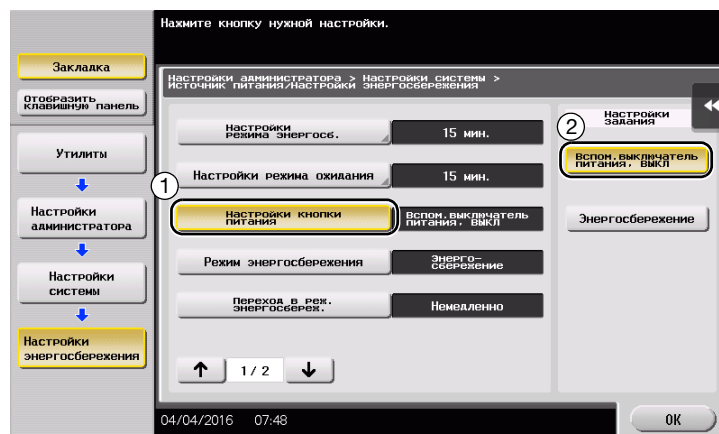 Нажмите кнопку нужной настройки.
Закладка
Отобразить
клавишную панель
Утилиты
Настройки
администратора
Настройки
системы
Настройки
энергосбережения
Настройки администратора > Настройки системы >
Источник питания/Настройки энергосбережения
Настройки
режима энергосб.
15 мин.
Настройки режима ожидания
15 мин.
1
Настройки кнопки
питания
Вспом.выключатель
питания, ВЫКЛ
Режим энергосбережения
Энерго-
сбережение
Переход в реж.
энергосбереж.
Немедленно
1/2
2
Настройки
задания
Вспом.выключатель
питания, ВЫКЛ
Энергосбережение
04/04/2016 07:48
OK